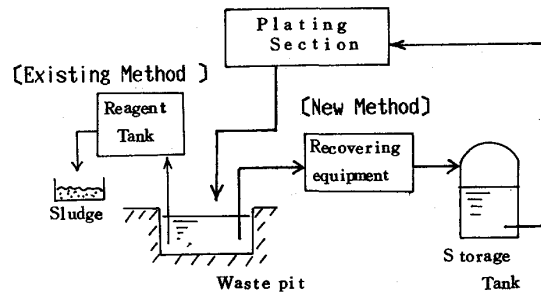 Plating
Section
[Existing Method ]
Reagent
Tank
[New Method]
Recovering
equipment
Sludge
Waste pit
Storage
Tank